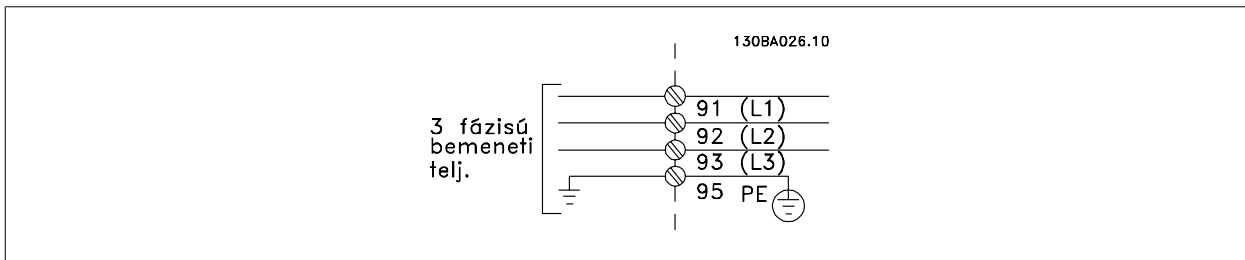 130BA026.10
3 fázisú
bemeneti
telj.
91 (L1)
92 (L2)
93 (L3)
95 PE